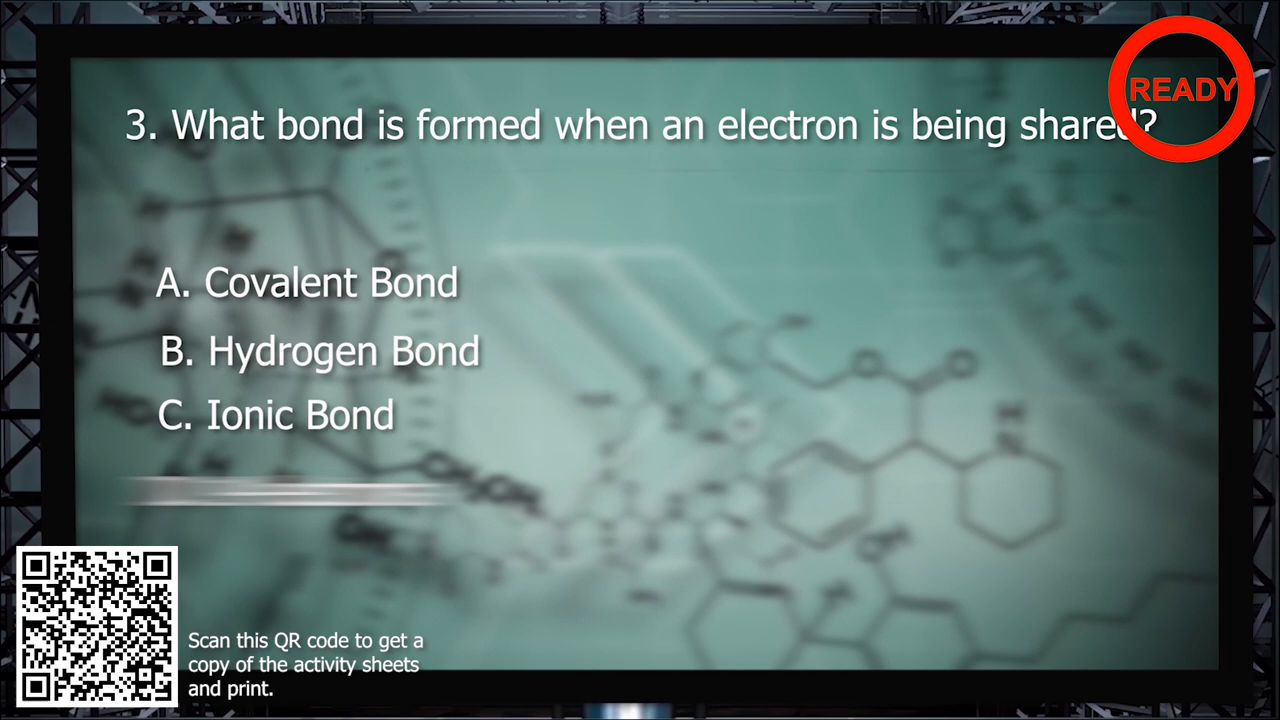 READY
3. What bond is formed when an electron is being shared?
A. Covalent Bond
B. Hydrogen Bond
C. Ionic Bond
Scan this QR code to get a
copy of the activity sheets
and print.